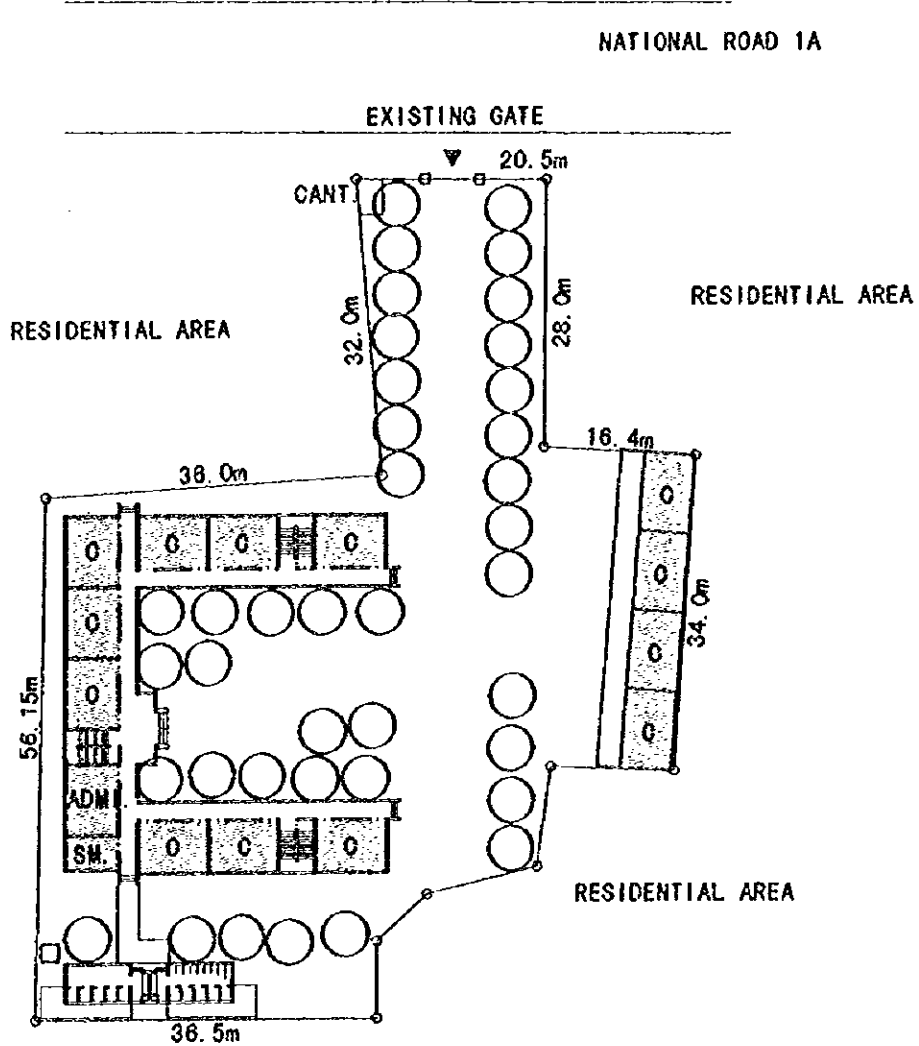 NATIONAL ROAD 1A
EXISTING GATE
20.5m
CANT.
RESIDENTIAL AREA
RESIDENTIAL AREA
32.0m
28.0m
16.4m
36.0m
C
C
C
C
C
C
C
C
C
34.0m
C
56.15m
C
ADM.
SM.
C
C
C
RESIDENTIAL AREA
36.5m